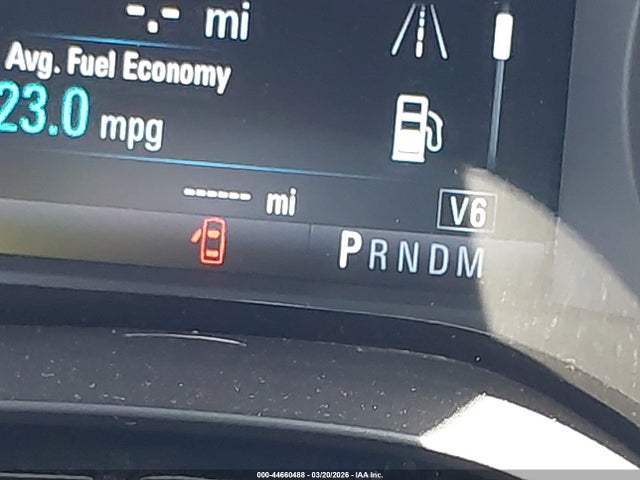 -.- mi
Avg. Fuel Economy
23.0 mpg
------ mi
V6
PRNDM
000-44660488 - 03/20/2026 - IAA Inc.